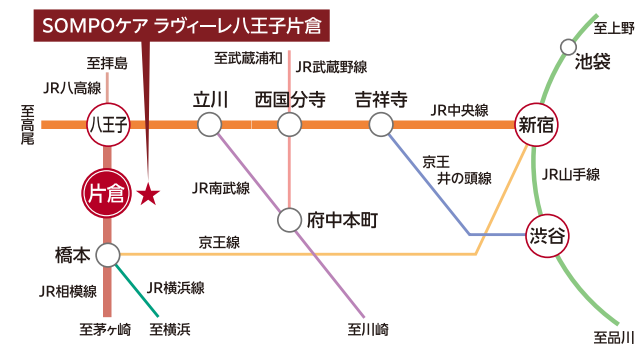 SOMPOケア ラヴィーレ八王子片倉
至上野
池袋
至拝島
至武蔵浦和
JR武蔵野線
JR八高線
立川
西国分寺
吉祥寺
JR中央線
至高尾
八王子
新宿
京王
井の頭線
JR山手線
片倉
JR南武線
府中本町
渋谷
京王線
橋本
JR相模線
JR横浜線
至茅ヶ崎
至横浜
至川崎
至品川